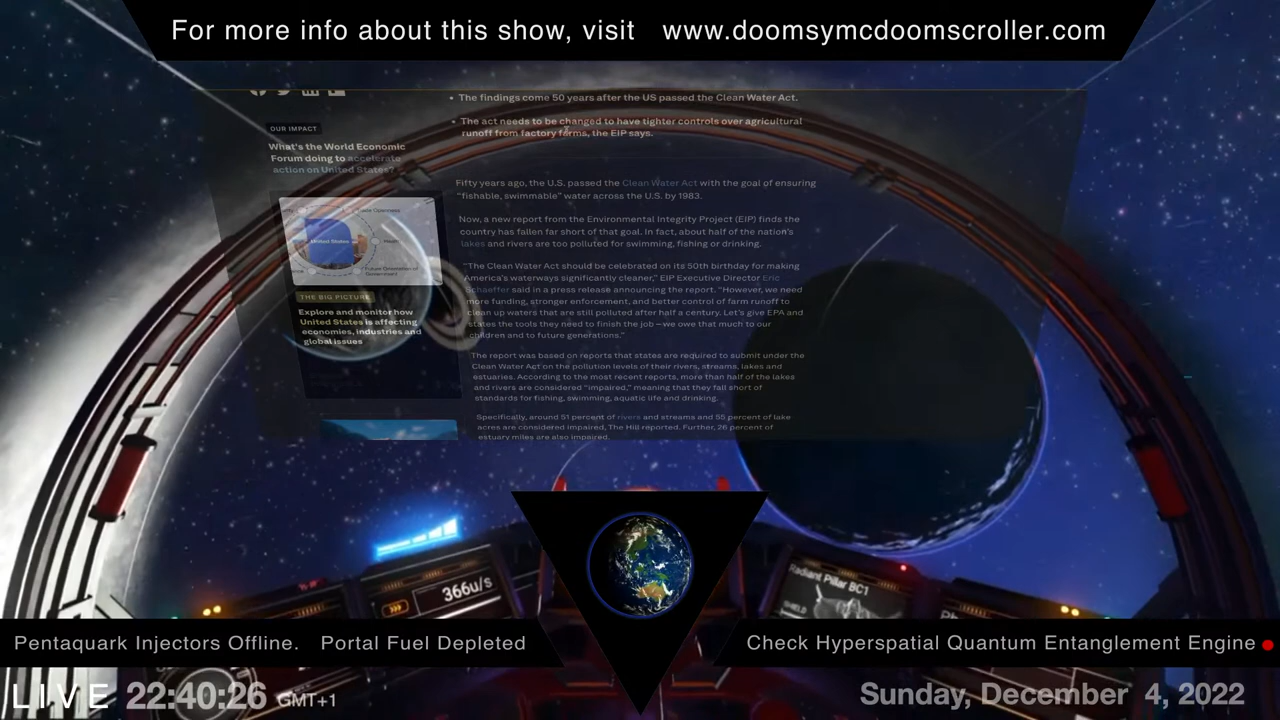 For more info about this show, visit www.doomsymcdoomscroller.com
The findings come 50 years after the US passed the Clean Water Act.
The act needs to be changed to have tighter controls over agricultural
runoff from factory farms, the EIP says.
OUR IMPACT
What's the World Economic
Forum doing to accelerate
action on United States?
United States
Future Dimension of
Government
THE BIG PICTURE
Explore and monitor how
United States is affecting
economies, industries and
global issues
Fifty years ago, the U.S. passed the Clean Water Act with the goal of ensuring
"fishable, swimmable" water across the U.S. by 1983.
Now, a new report from the Environmental Integrity Project (EIP) finds the
country has fallen far short of that goal. In fact, about half of the nation's
lakes and rivers are too polluted for swimming, fishing or drinking.
"The Clean Water Act should be celebrated on its 50th birthday for making
America's waterways significantly cleaner," EIP Executive Director Eric
Schaeffer said in a press release announcing the report. "However, we need
more funding, stronger enforcement, and better control of farm runoff to
clean up waters that are still polluted after half a century. Let's give EPA and
states the tools they need to finish the job – we owe that much to our
children and to future generations."
The report was based on reports that states are required to submit under the
Clean Water Act on the pollution levels of their rivers, streams, lakes and
estuaries. According to the most recent reports, more than half of the lakes
and rivers are considered "impaired," meaning that they fall short of
standards for fishing, swimming, aquatic life and drinking.
Specifically, around 51 percent of rivers and streams and 55 percent of lake
acres are considered impaired, The Hill reported. Further, 26 percent of
estuary miles are also impaired.
366u/s
Radiant Pillar BC1
SHIELD
Pentaquark Injectors Offline. Portal Fuel Depleted
Check Hyperspatial Quantum Entanglement Engine
LIVE 22:40:26 GMT+1
Sunday, December 4, 2022